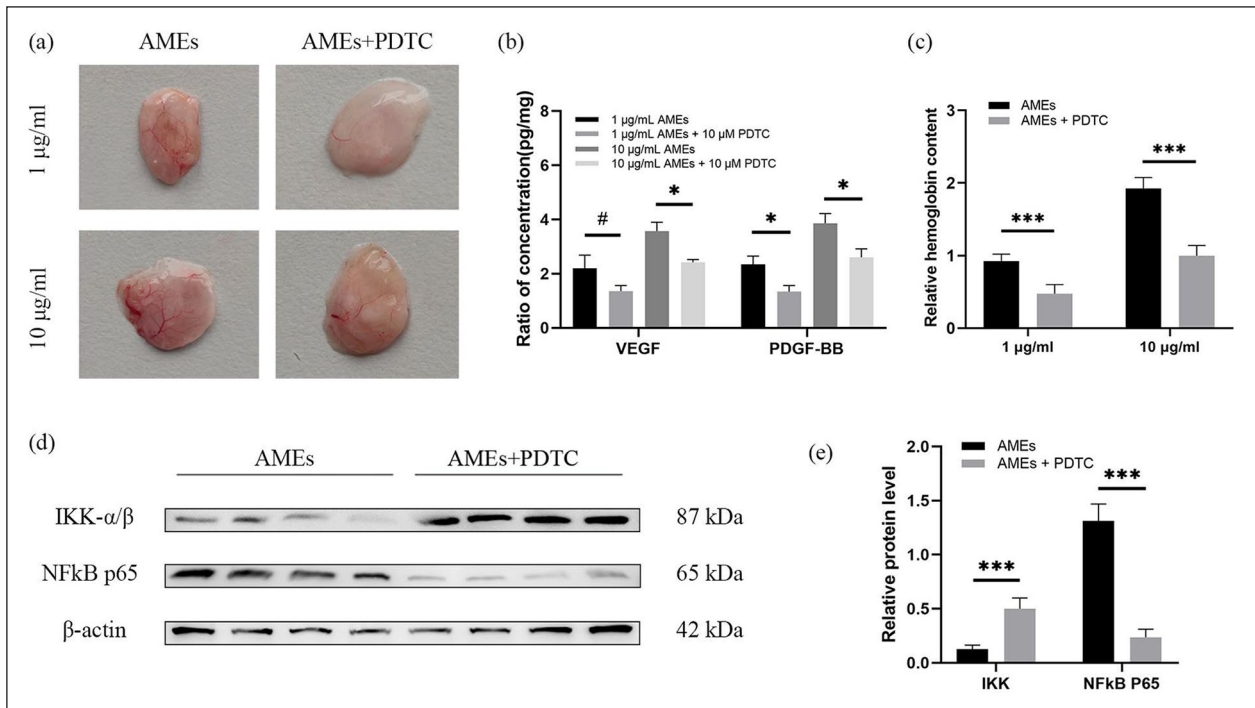 (a)
AMEs
AMEs+PDTC
1 µg/ml
10 µg/ml
(b)
Ratio of concentration(pg/mg)
8
6
4
2
0
1 µg/mL AMEs
1 µg/mL AMEs + 10 µM PDTC
10 µg/mL AMEs
10 µg/mL AMEs + 10 µM PDTC
#
*
*
*
VEGF
PDGF-BB
(c)
Relative hemoglobin content
3
2
1
0
AMEs
AMEs + PDTC
***
***
1 µg/ml
10 µg/ml
(d)
AMEs
AMEs+PDTC
IKK-α/β
87 kDa
NFkB p65
65 kDa
β-actin
42 kDa
(e)
Relative protein level
2.0
1.5
1.0
0.5
0.0
AMEs
AMEs + PDTC
***
***
IKK
NFkB P65